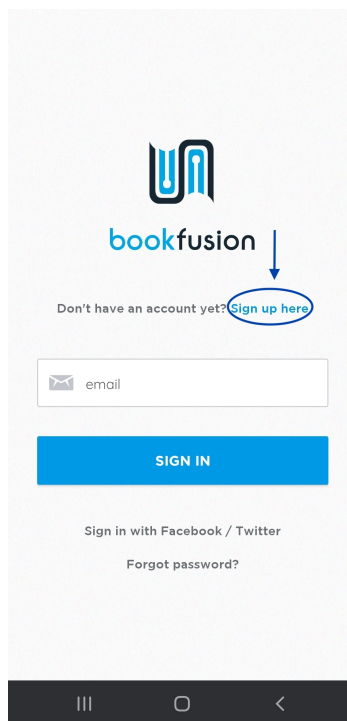 bookfusion
Don't have an account yet? Sign up here
email
SIGN IN
Sign in with Facebook / Twitter
Forgot password?